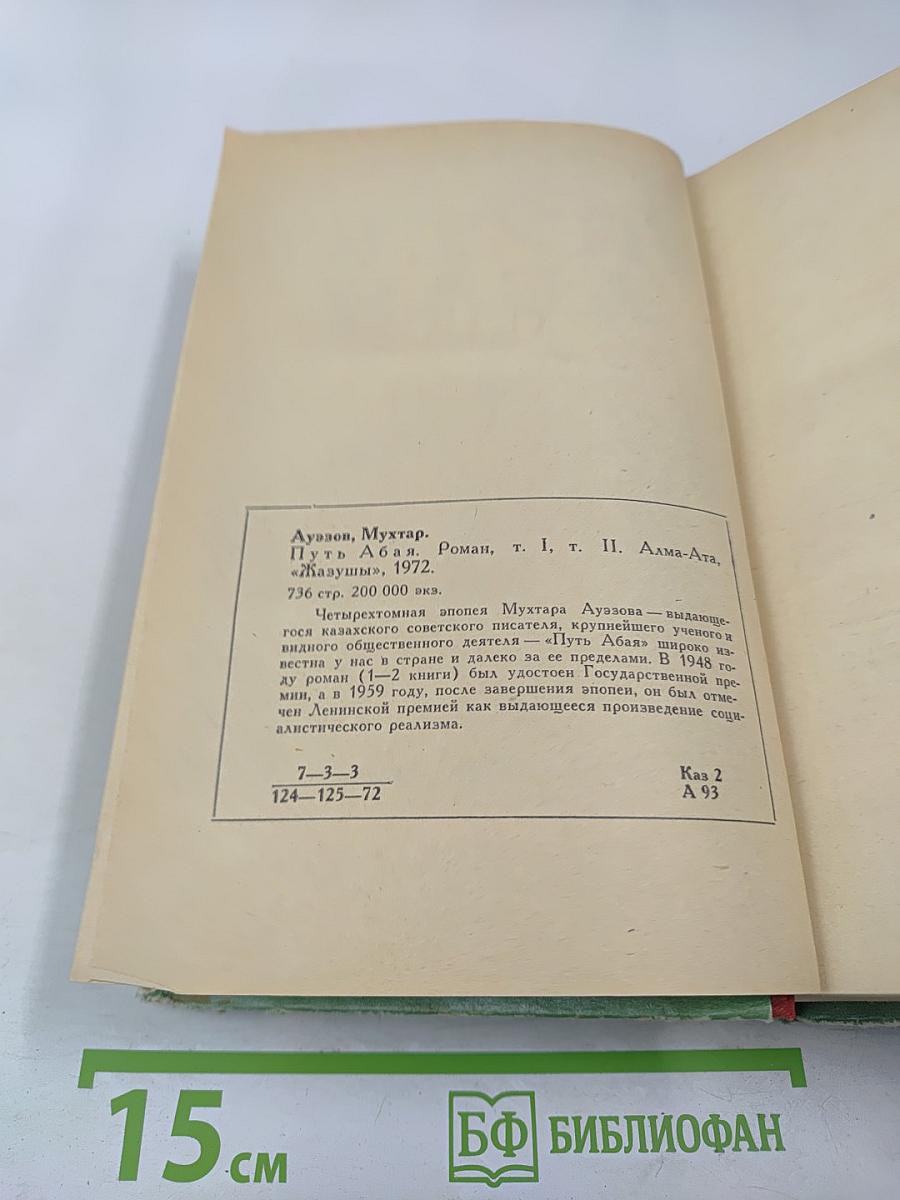 Ауэзов, Мухтар.
Путь Абая. Роман, т. I, т. II. Алма-Ата,
«Жазушы», 1972.
736 стр. 200 000 экз.
Четырехтомная эпопея Мухтара Ауэзова — выдающе-
гося казахского советского писателя, крупнейшего ученого и
видного общественного деятеля — «Путь Абая» широко из-
вестна у нас в стране и далеко за ее пределами. В 1948 го-
ду роман (1—2 книги) был удостоен Государственной пре-
мии, а в 1959 году, после завершения эпопеи, он был отме-
чен Ленинской премией как выдающееся произведение соци-
алистического реализма.
7—3—3
124—125—72
Каз 2
А 93
15 см
БФ БИБЛИОФАН